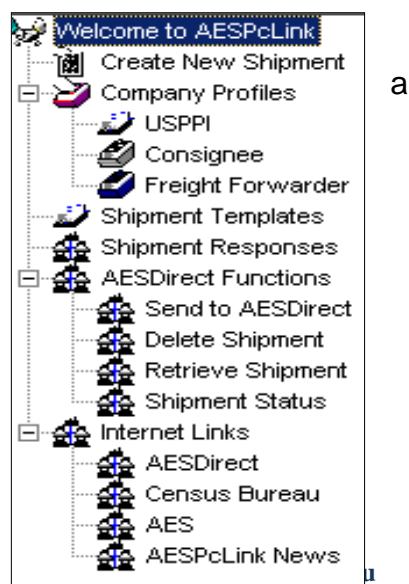 Welcome to AESPcLink
Create New Shipment
a
Company Profiles
USPPI
Consignee
Freight Forwarder
Shipment Templates
Shipment Responses
AESDirect Functions
Send to AESDirect
Delete Shipment
Retrieve Shipment
Shipment Status
Internet Links
AESDirect
Census Bureau
AES
AESPcLink News
µ